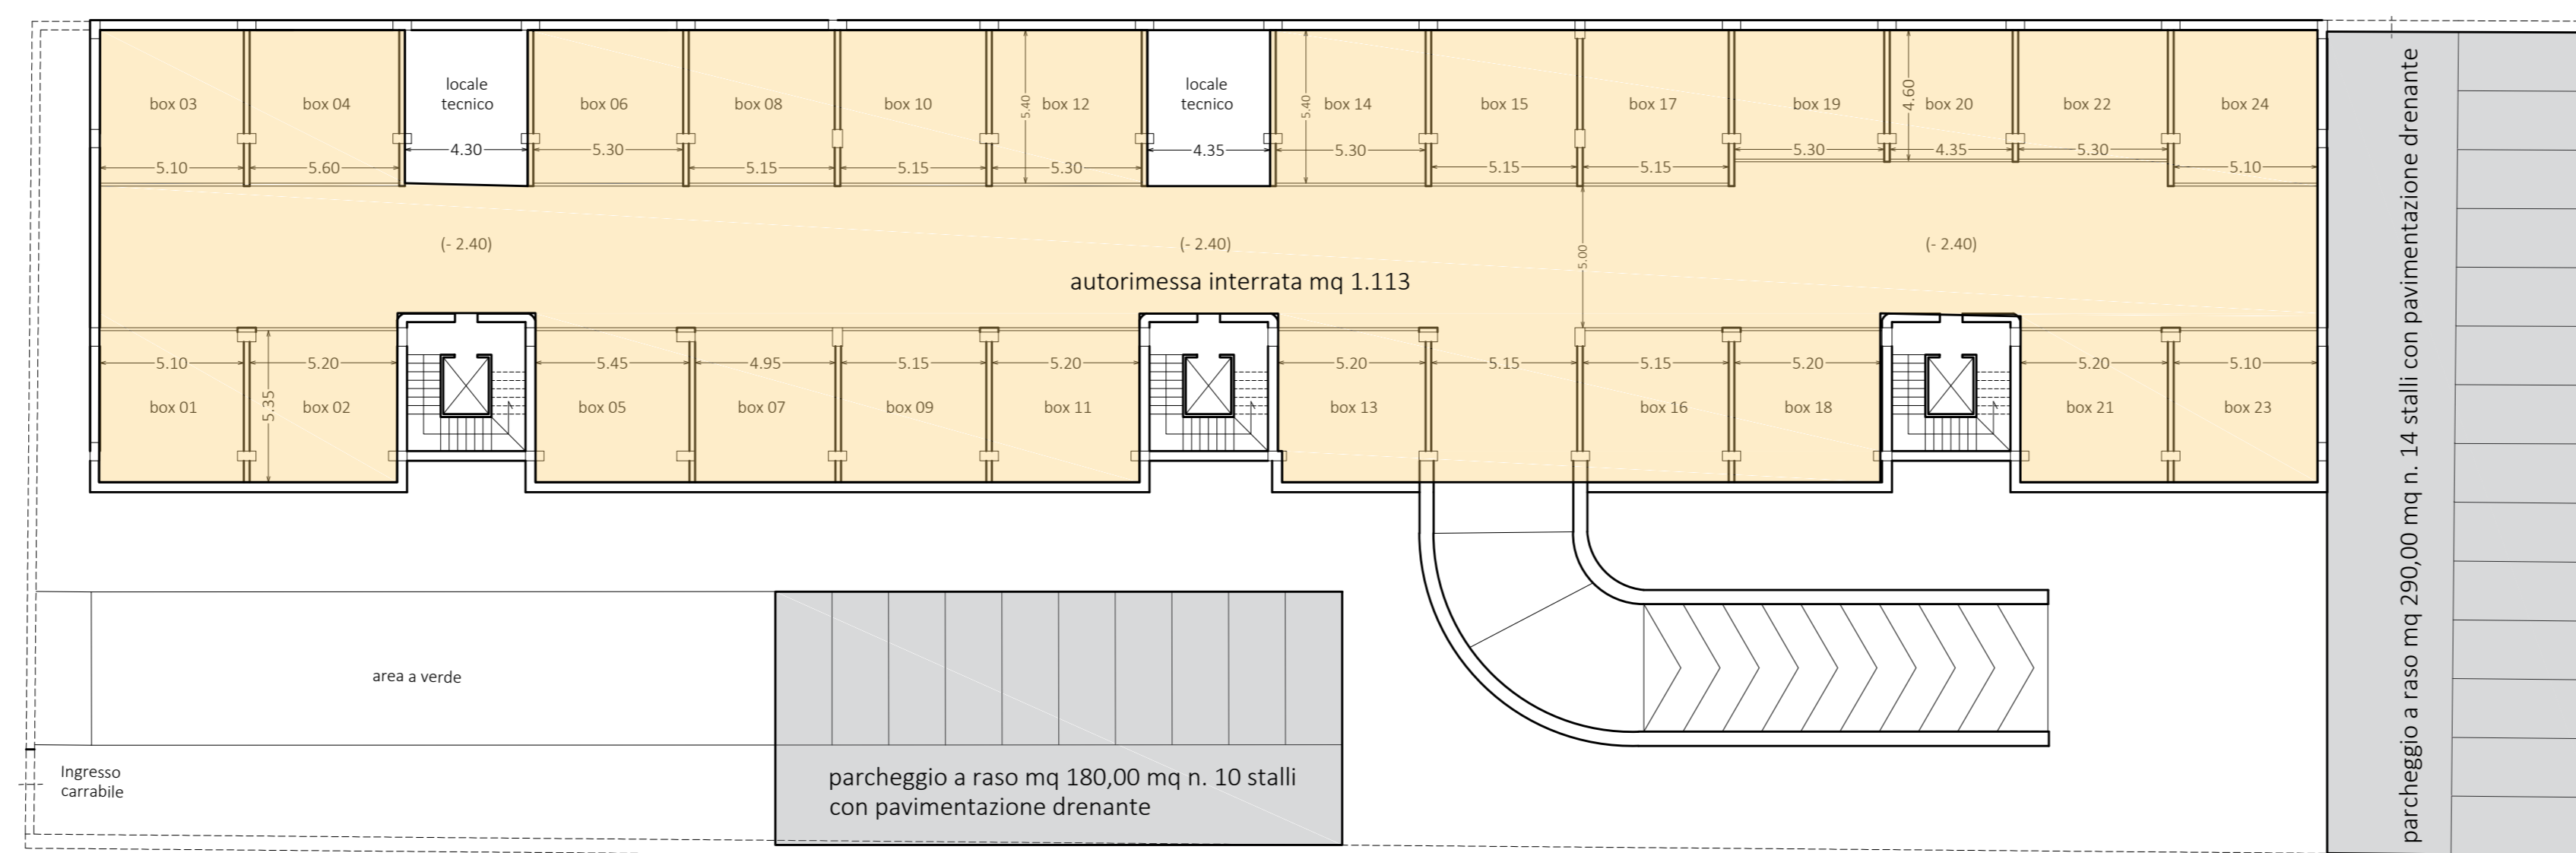 locale
tecnico
locale
tecnico
box 03
box 04
box 06
box 08
box 10
5.40
box 12
5.40
box 14
box 15
box 17
box 19
4.60
box 20
box 22
box 24
4.30
5.30
4.35
5.30
5.30
4.35
5.30
5.10
5.60
5.15
5.15
5.30
5.15
5.15
5.10
(- 2.40)
(- 2.40)
(- 2.40)
5.00
autorimessa interrata mq 1.113
5.10
5.20
5.45
4.95
5.15
5.20
5.20
5.15
5.15
5.20
5.20
5.10
box 01
5.35
box 02
box 05
box 07
box 09
box 11
box 13
box 16
box 18
box 21
box 23
parcheggio a raso mq 290,00 mq n. 14 stalli con pavimentazione drenante
area a verde
Ingresso
carrabile
parcheggio a raso mq 180,00 mq n. 10 stalli
con pavimentazione drenante